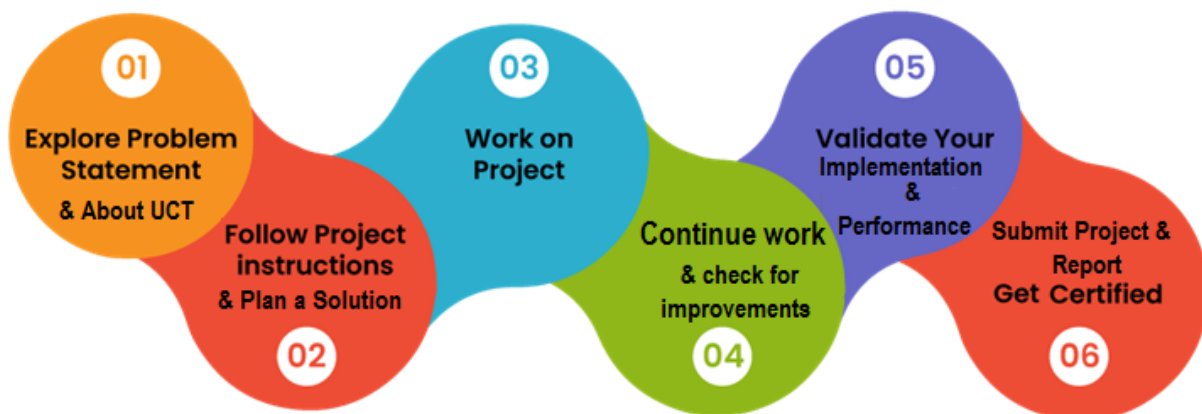 01
Explore Problem
Statement
& About UCT
Follow Project
instructions
& Plan a Solution
02
03
Work on
Project
Continue work
& check for
improvements
04
05
Validate Your
Implementation
&
Performance
Submit Project &
Report
Get Certified
06